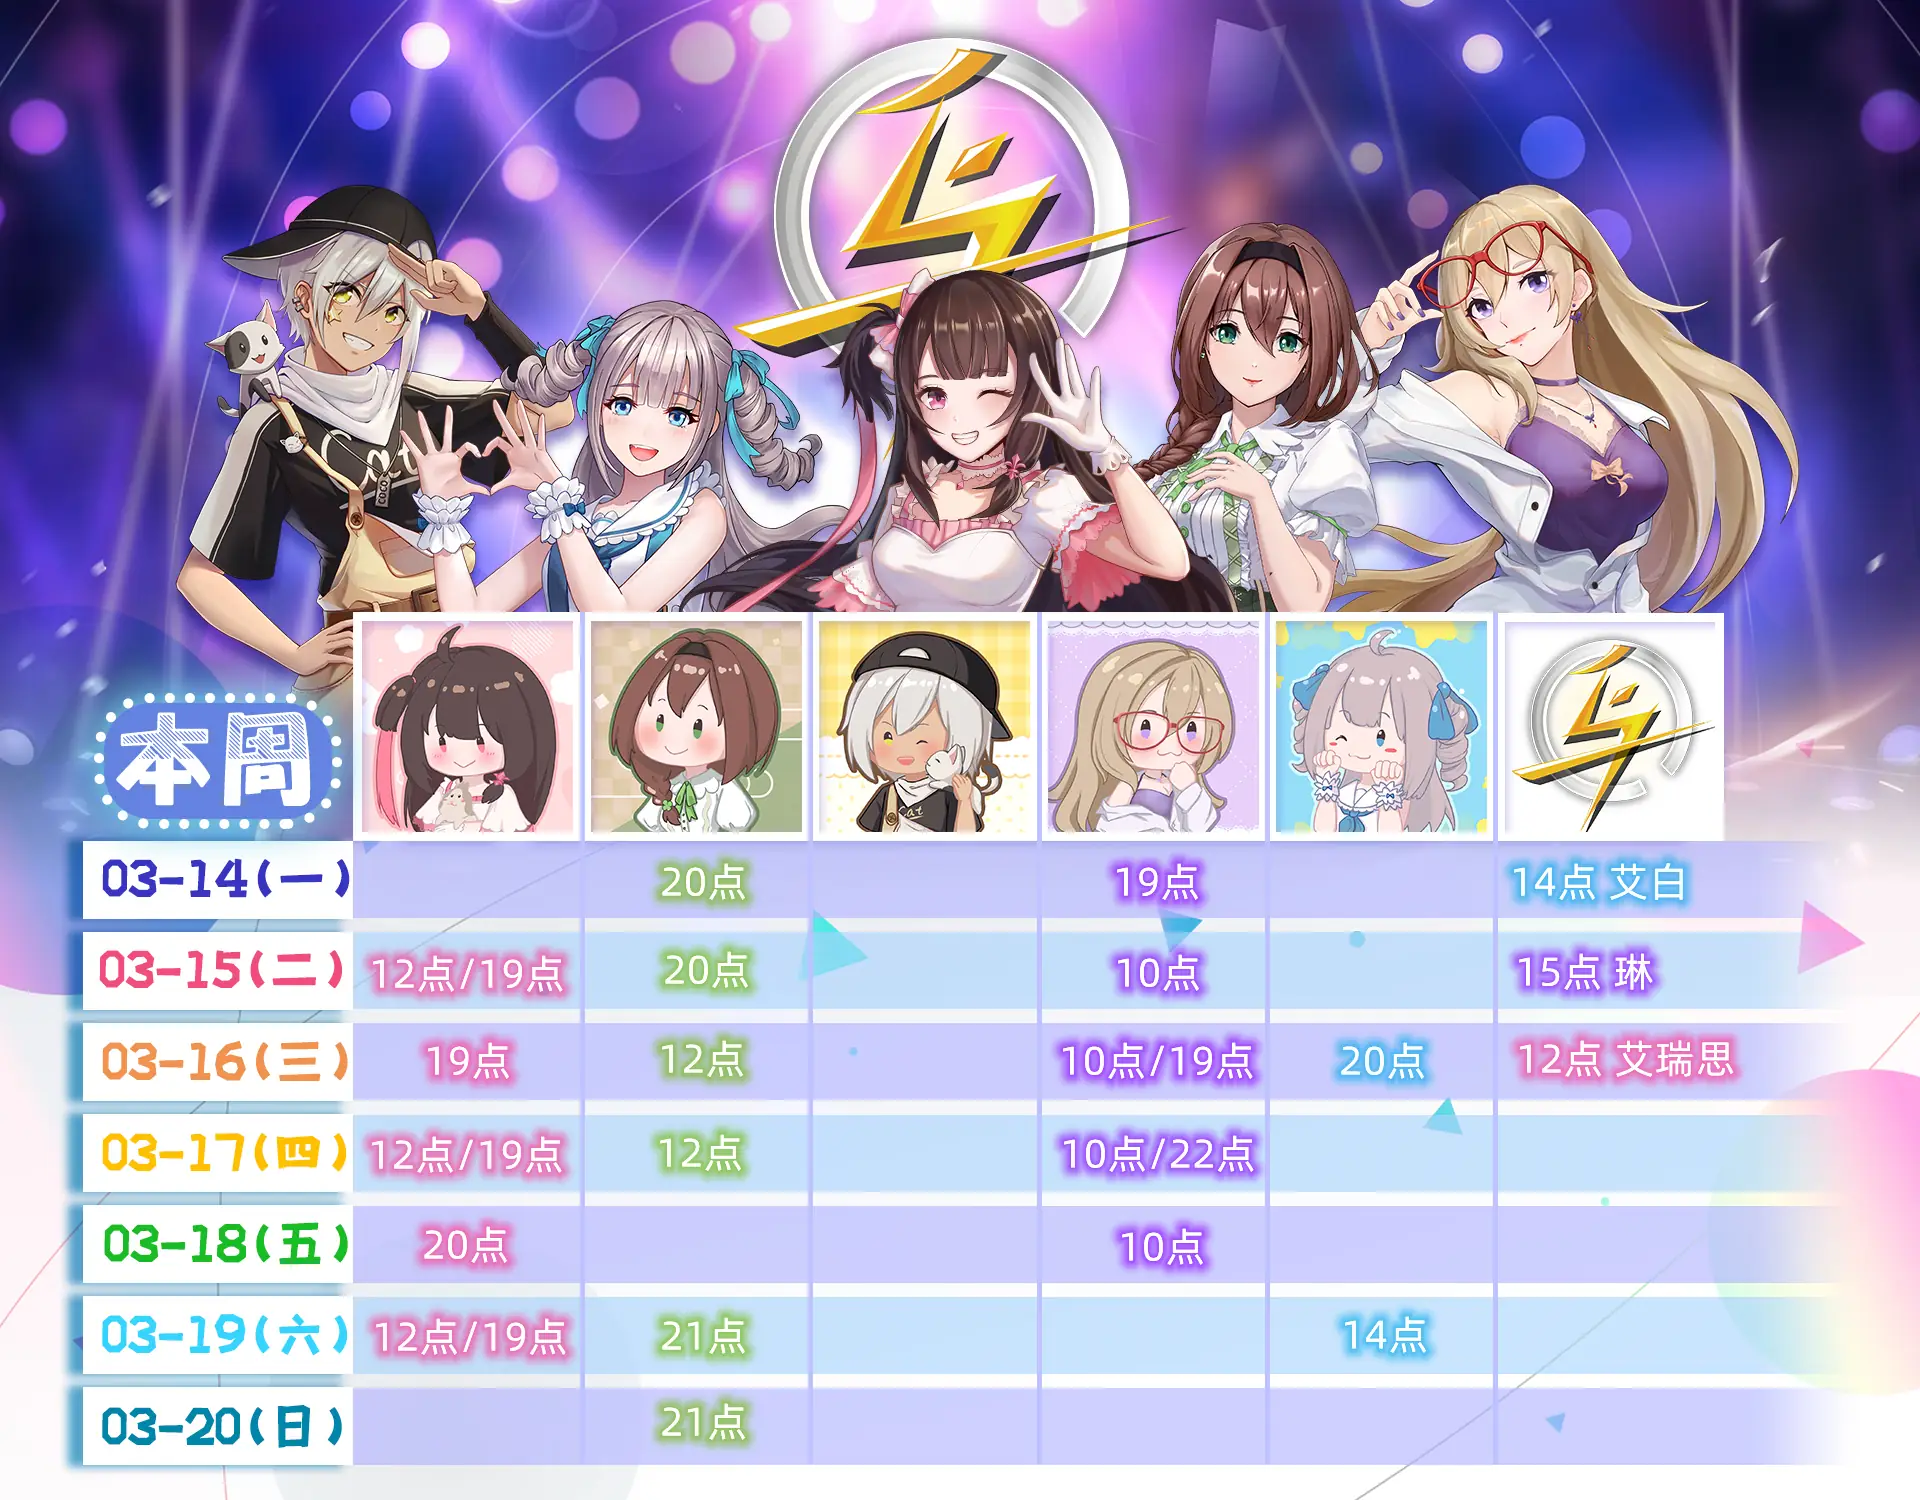 Cat
COCO
本周
Cat
03-14(一) 20点 19点 14点 艾白
03-15(二) 12点/19点 20点 10点 15点 琳
03-16(三) 19点 12点 10点/19点 20点 12点 艾瑞思
03-17(四) 12点/19点 12点 10点/22点
03-18(五) 20点 10点
03-19(六) 12点/19点 21点 14点
03-20(日) 21点